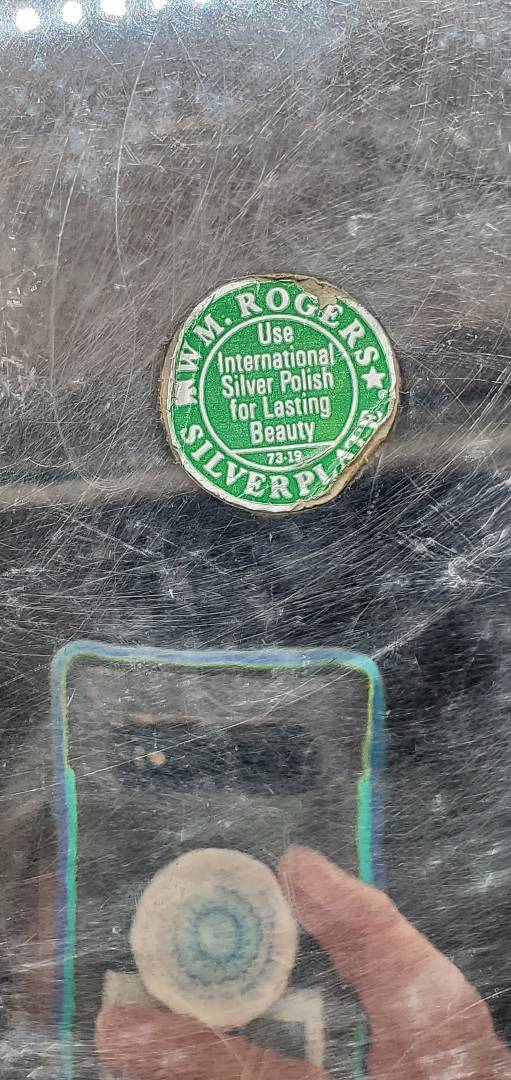 WM. ROGERS
Use
International
Silver Polish
for Lasting
Beauty
73-19
SILVERPLATE